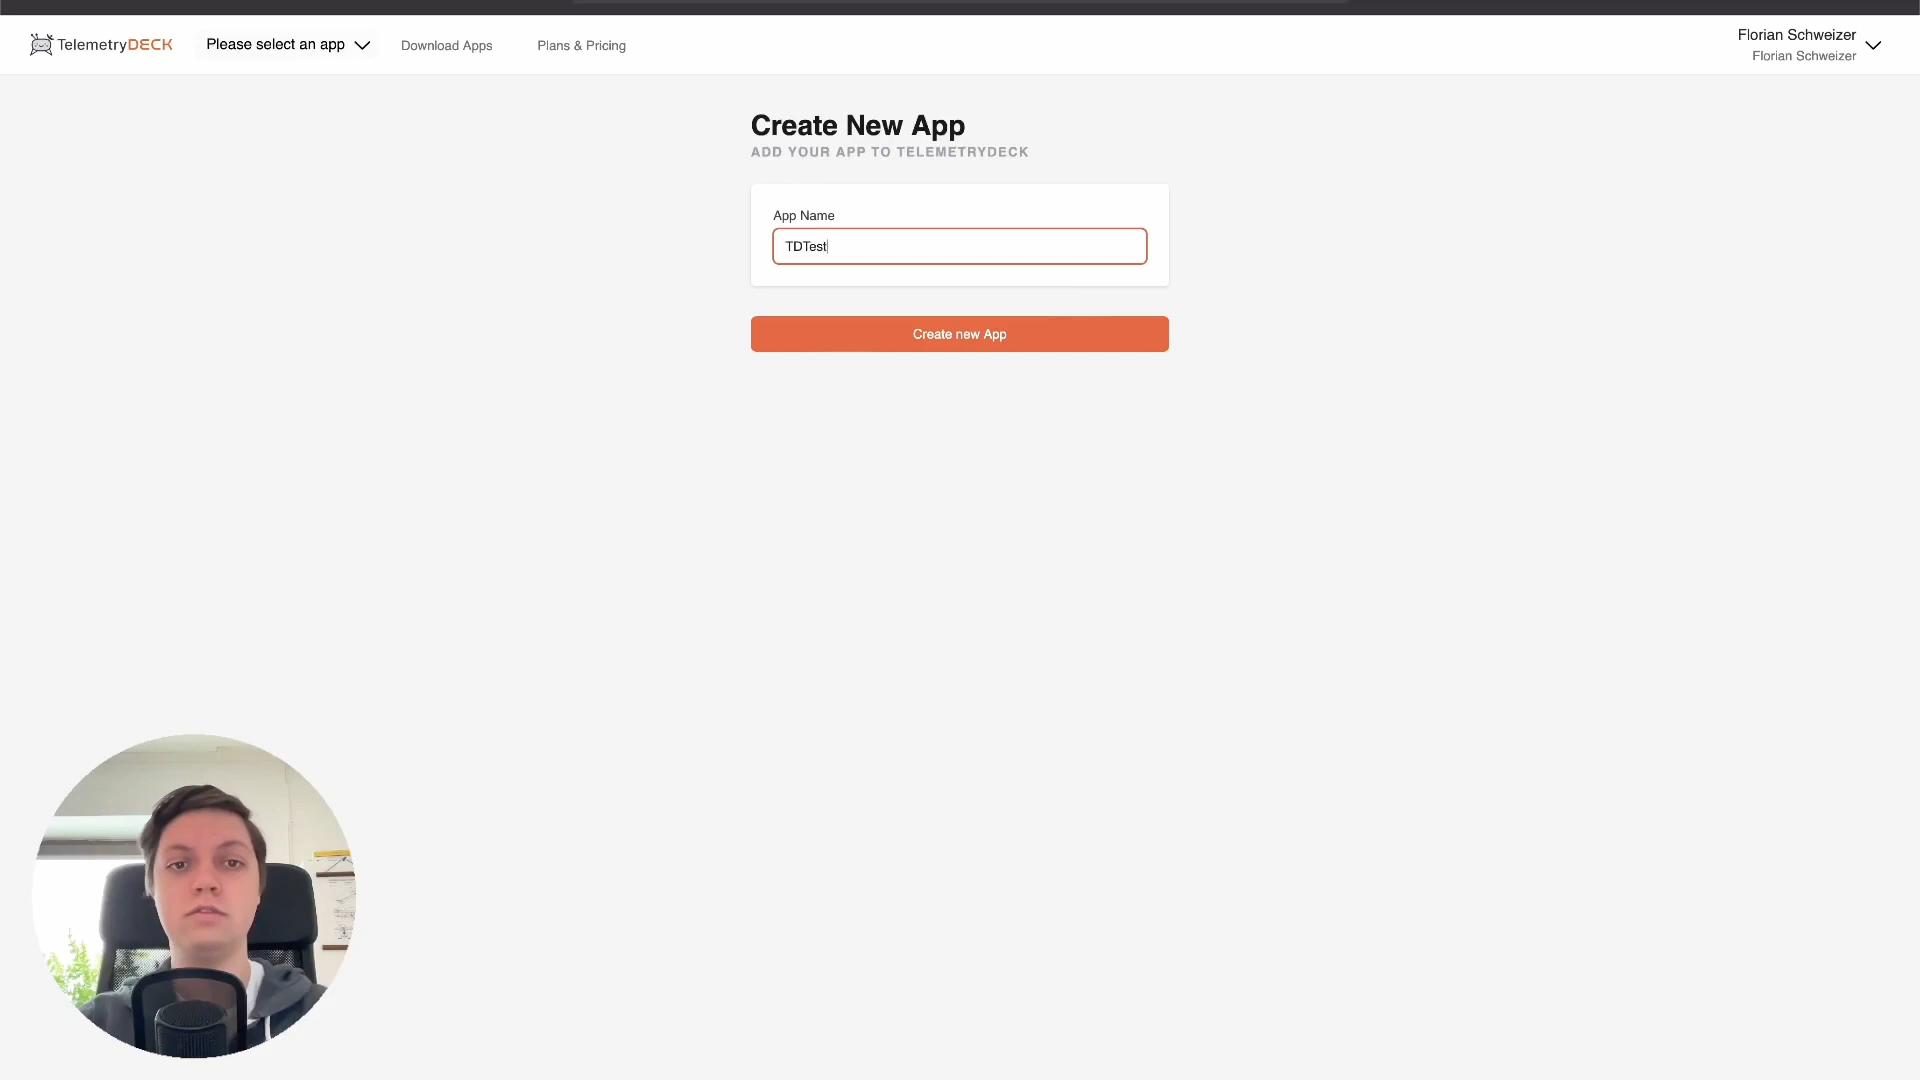 TelemetryDECK
Please select an app
Download Apps
Plans & Pricing
Florian Schweizer
Florian Schweizer
Create New App
ADD YOUR APP TO TELEMETRYDECK
App Name
TDTest
Create new App